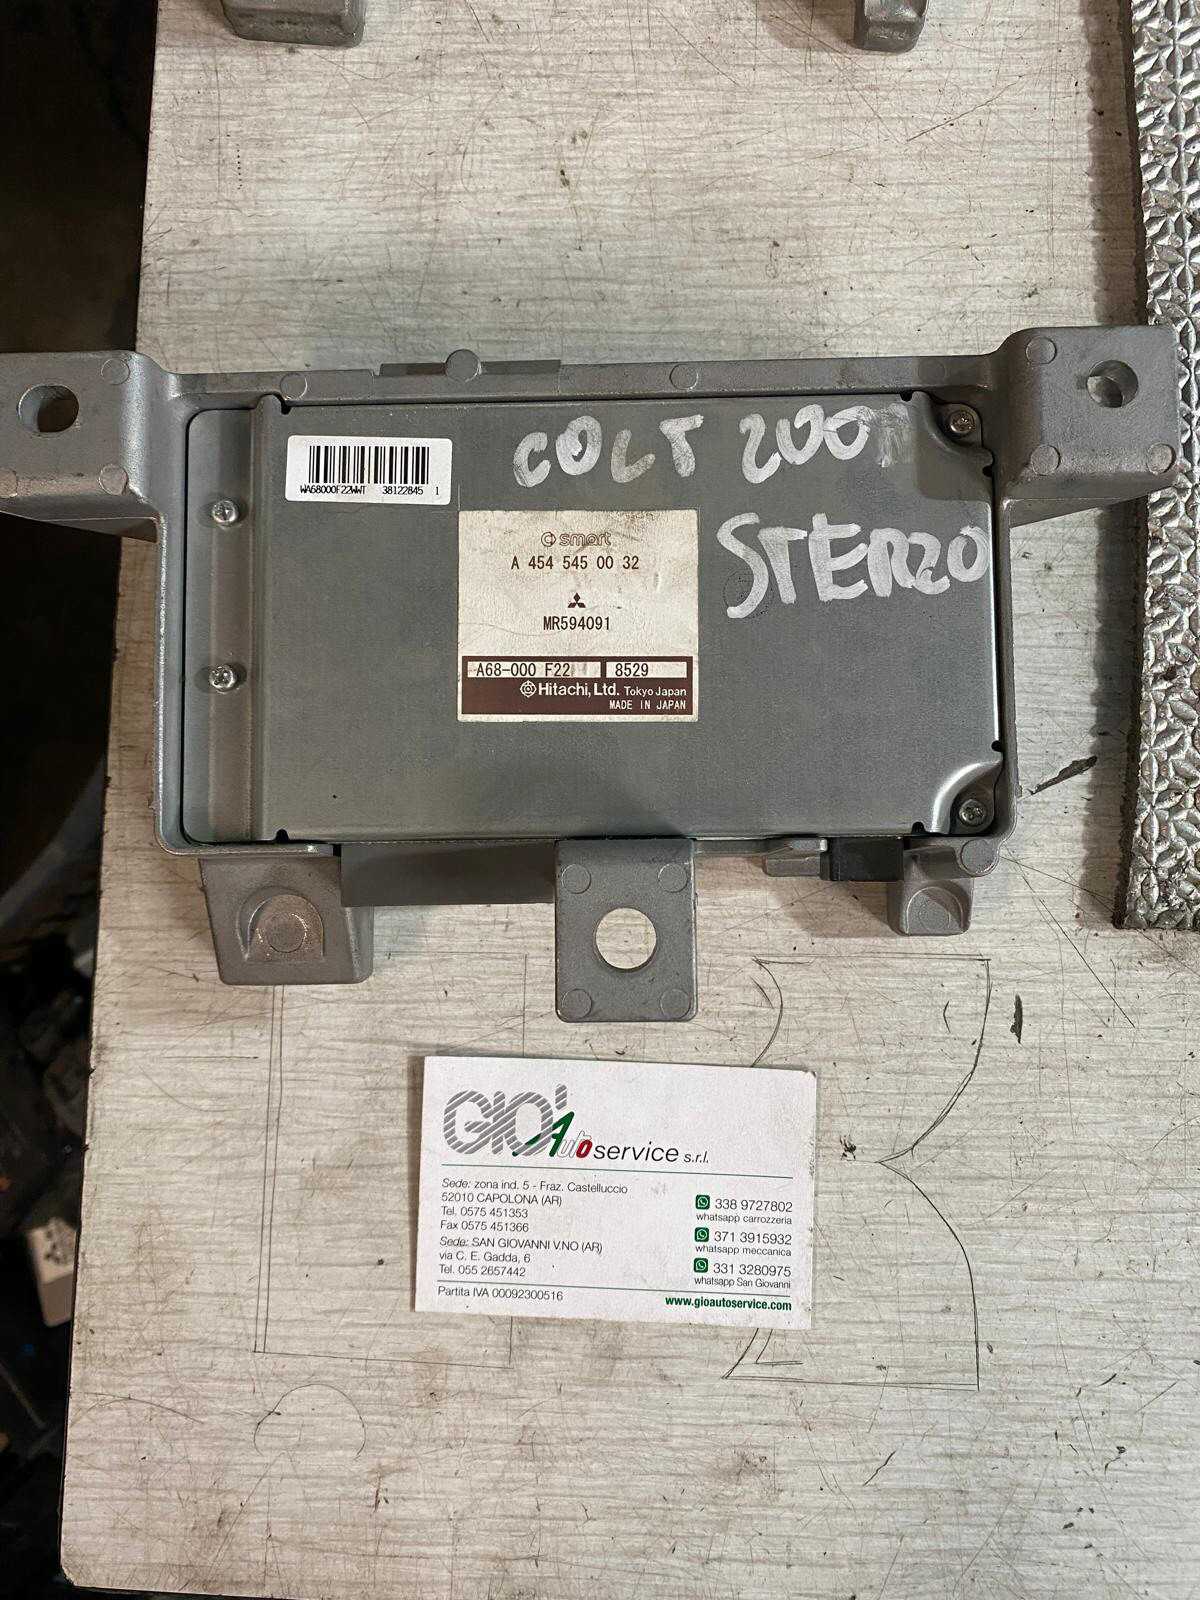 COLT 200
WA68000F22WWT 38122845 1
smart
A 454 545 00 32
STERZO
MR594091
A68-000 F22 8529
Hitachi, Ltd. Tokyo Japan
MADE IN JAPAN
GIO' Auto service s.r.l.
Sede: zona ind. 5 - Fraz. Castelluccio
52010 CAPOLONA (AR)
Tel. 0575 451353
Fax 0575 451366
Sede: SAN GIOVANNI V.NO (AR)
via C. E. Gadda, 6
Tel. 055 2657442
Partita IVA 00092300516
338 9727802
whatsapp carrozzeria
371 3915932
whatsapp meccanica
331 3280975
whatsapp San Giovanni
www.gioautoservice.com